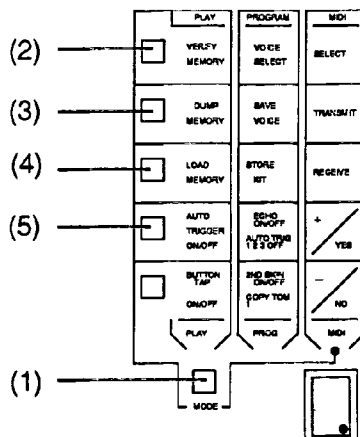 PLAY PROGRAM MIDI
(2) VERIFY MEMORY VOICE SELECT SELECT
(3) DUMP MEMORY SAVE VOICE TRANSMIT
(4) LOAD MEMORY STORE KIT RECEIVE
(5) AUTO TRIGGER ON/OFF ECHO ON/OFF AUTO TRIG 1 2 3 OFF + YES
BUTTON TAP ON/OFF 2ND SKIN ON/OFF COPY TOM 1 − NO
PLAY PROG MIDI
(1)
MODE